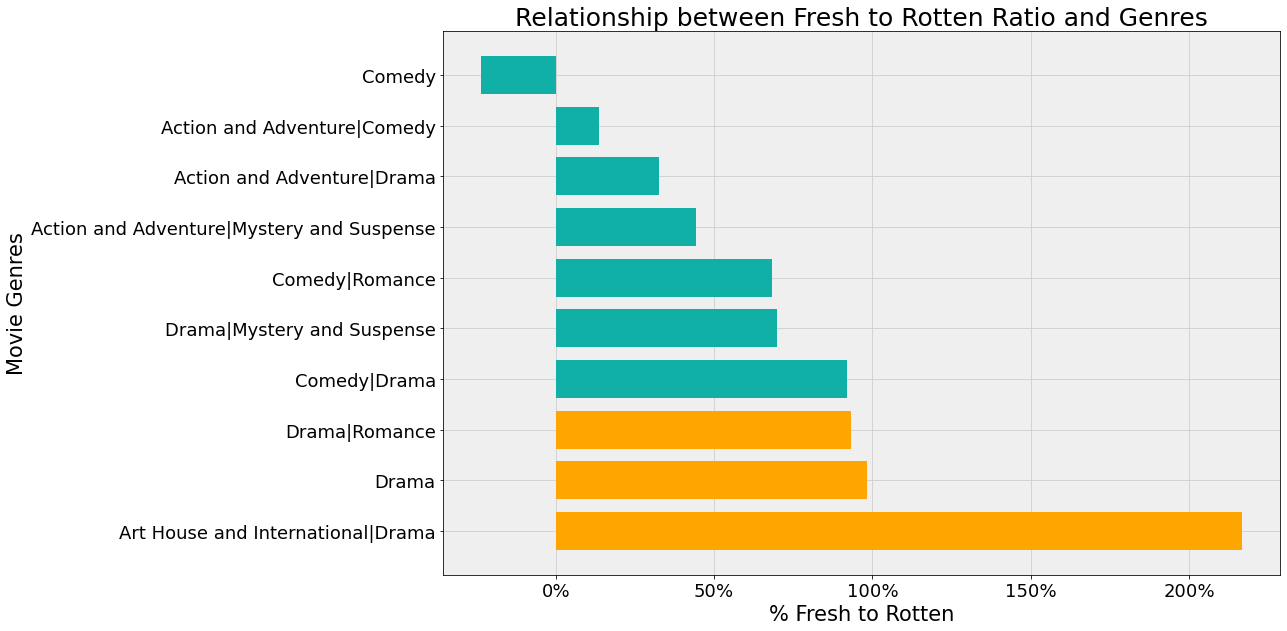 Relationship between Fresh to Rotten Ratio and Genres
Movie Genres
Comedy
Action and Adventure|Comedy
Action and Adventure|Drama
Action and Adventure|Mystery and Suspense
Comedy|Romance
Drama|Mystery and Suspense
Comedy|Drama
Drama|Romance
Drama
Art House and International|Drama
0% 50% 100% 150% 200%
% Fresh to Rotten